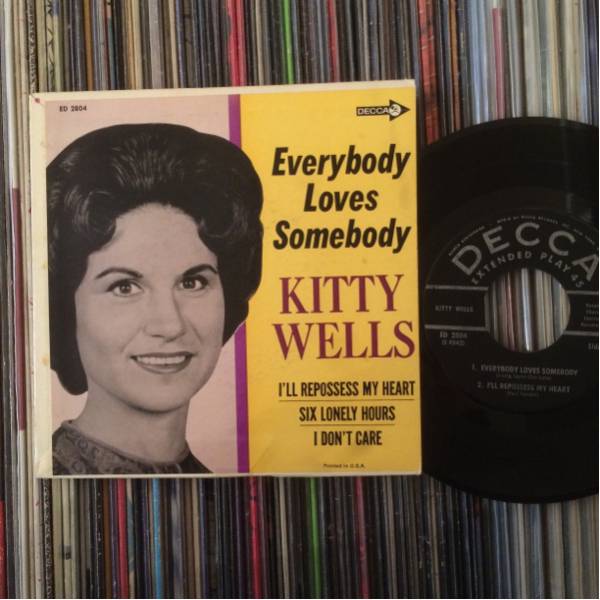 ED 2804
DECCA
Everybody
Loves
Somebody
KITTY
WELLS
I'LL REPOSSESS MY HEART
SIX LONELY HOURS
I DON'T CARE
Printed in U.S.A.
DECCA
EXTENDED PLAY 45
KITTY WELLS
ED 2804
Side
1. EVERYBODY LOVES SOMEBODY
2. I'LL REPOSSESS MY HEART